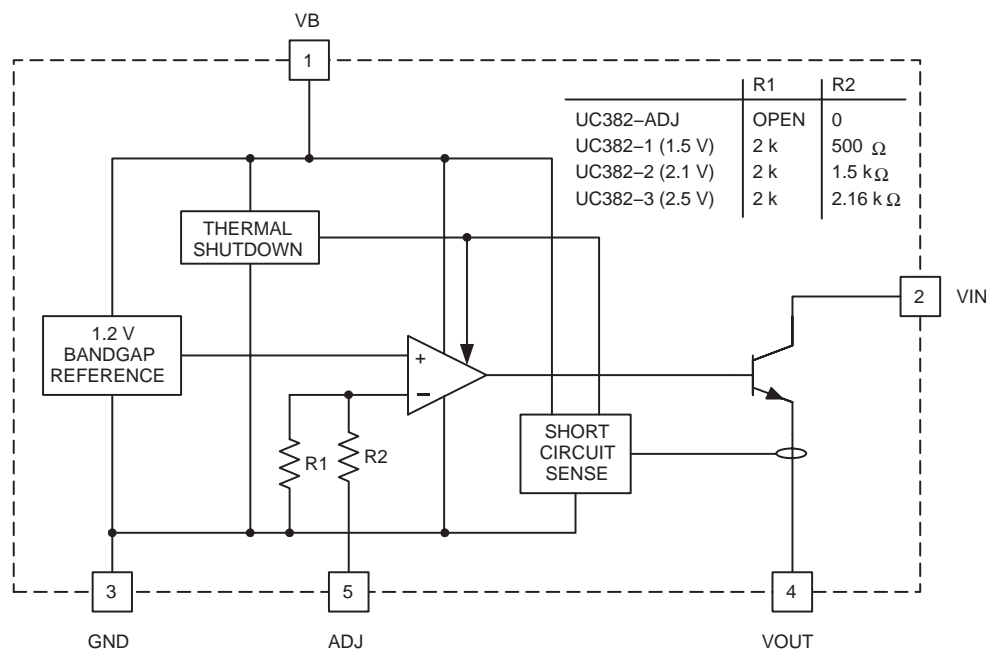 VB
1
R1 R2
UC382–ADJ OPEN 0
UC382–1 (1.5 V) 2 k 500 Ω
UC382–2 (2.1 V) 2 k 1.5 kΩ
UC382–3 (2.5 V) 2 k 2.16 kΩ
THERMAL
SHUTDOWN
2 VIN
1.2 V
BANDGAP
REFERENCE
+
–
SHORT
CIRCUIT
SENSE
R1 R2
3 5 4
GND ADJ VOUT